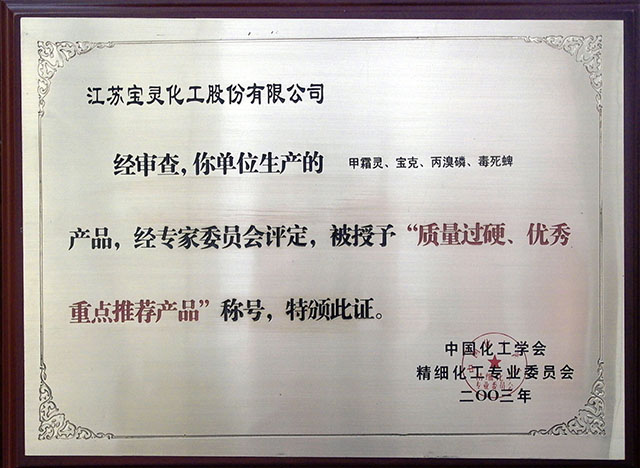 江苏宝灵化工股份有限公司
经审查，你单位生产的 甲霜灵、宝克、丙溴磷、毒死蜱
产品，经专家委员会评定，被授予“质量过硬、优秀
重点推荐产品”称号，特颁此证。
中国化工学会
精细化工专业委员会
二〇〇三年